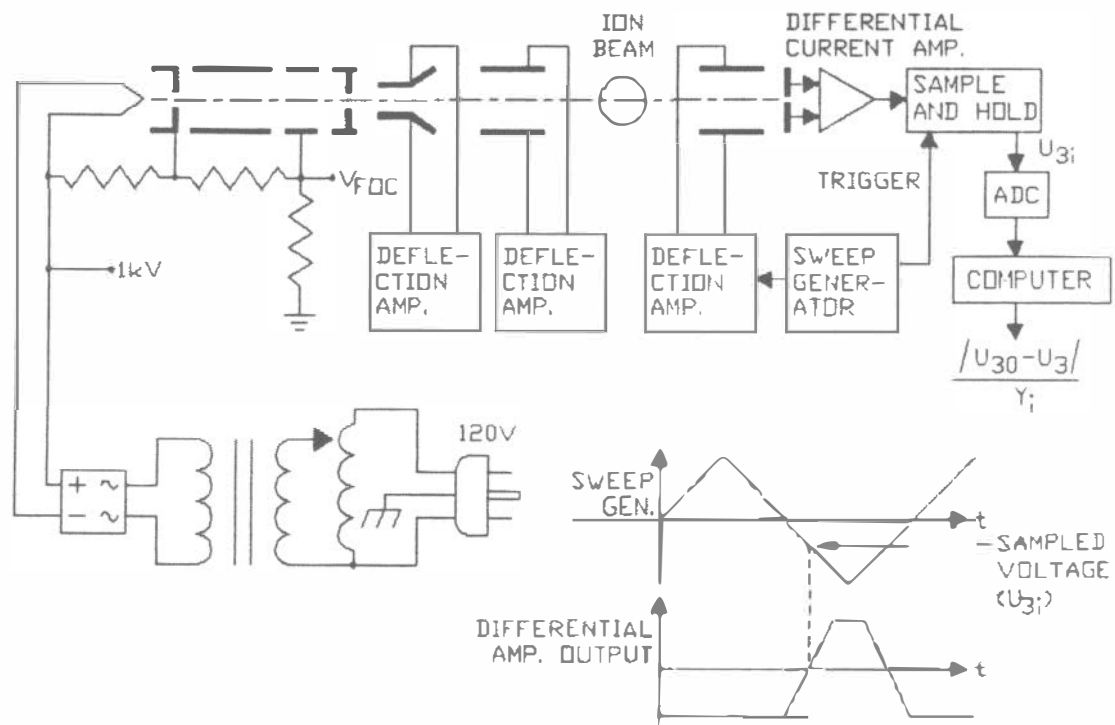 ION
BEAM
DIFFERENTIAL
CURRENT AMP.
SAMPLE
AND HOLD
U3i
TRIGGER
ADC
VFOC
DEFLE-
CTION
AMP.
DEFLE-
CTION
AMP.
DEFLE-
CTION
AMP.
SWEEP
GENER-
ATOR
COMPUTER
1kV
/U30-U3/
Yi
120V
+ ~
- ~
SWEEP
GEN.
t
SAMPLED
VOLTAGE
(U3i)
DIFFERENTIAL
AMP. OUTPUT
t